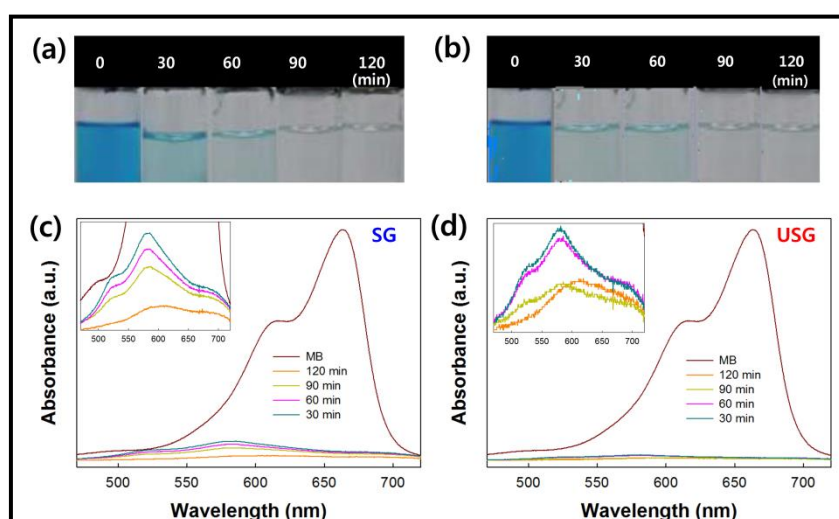 (a)
0 30 60 90 120
(min)
(b)
0 30 60 90 120
(min)
(c)
SG
500 550 600 650 700
MB
120 min
90 min
60 min
30 min
Absorbance (a.u.)
500 550 600 650 700
Wavelength (nm)
(d)
USG
500 550 600 650 700
MB
120 min
90 min
60 min
30 min
Absorbance (a.u.)
500 550 600 650 700
Wavelength (nm)